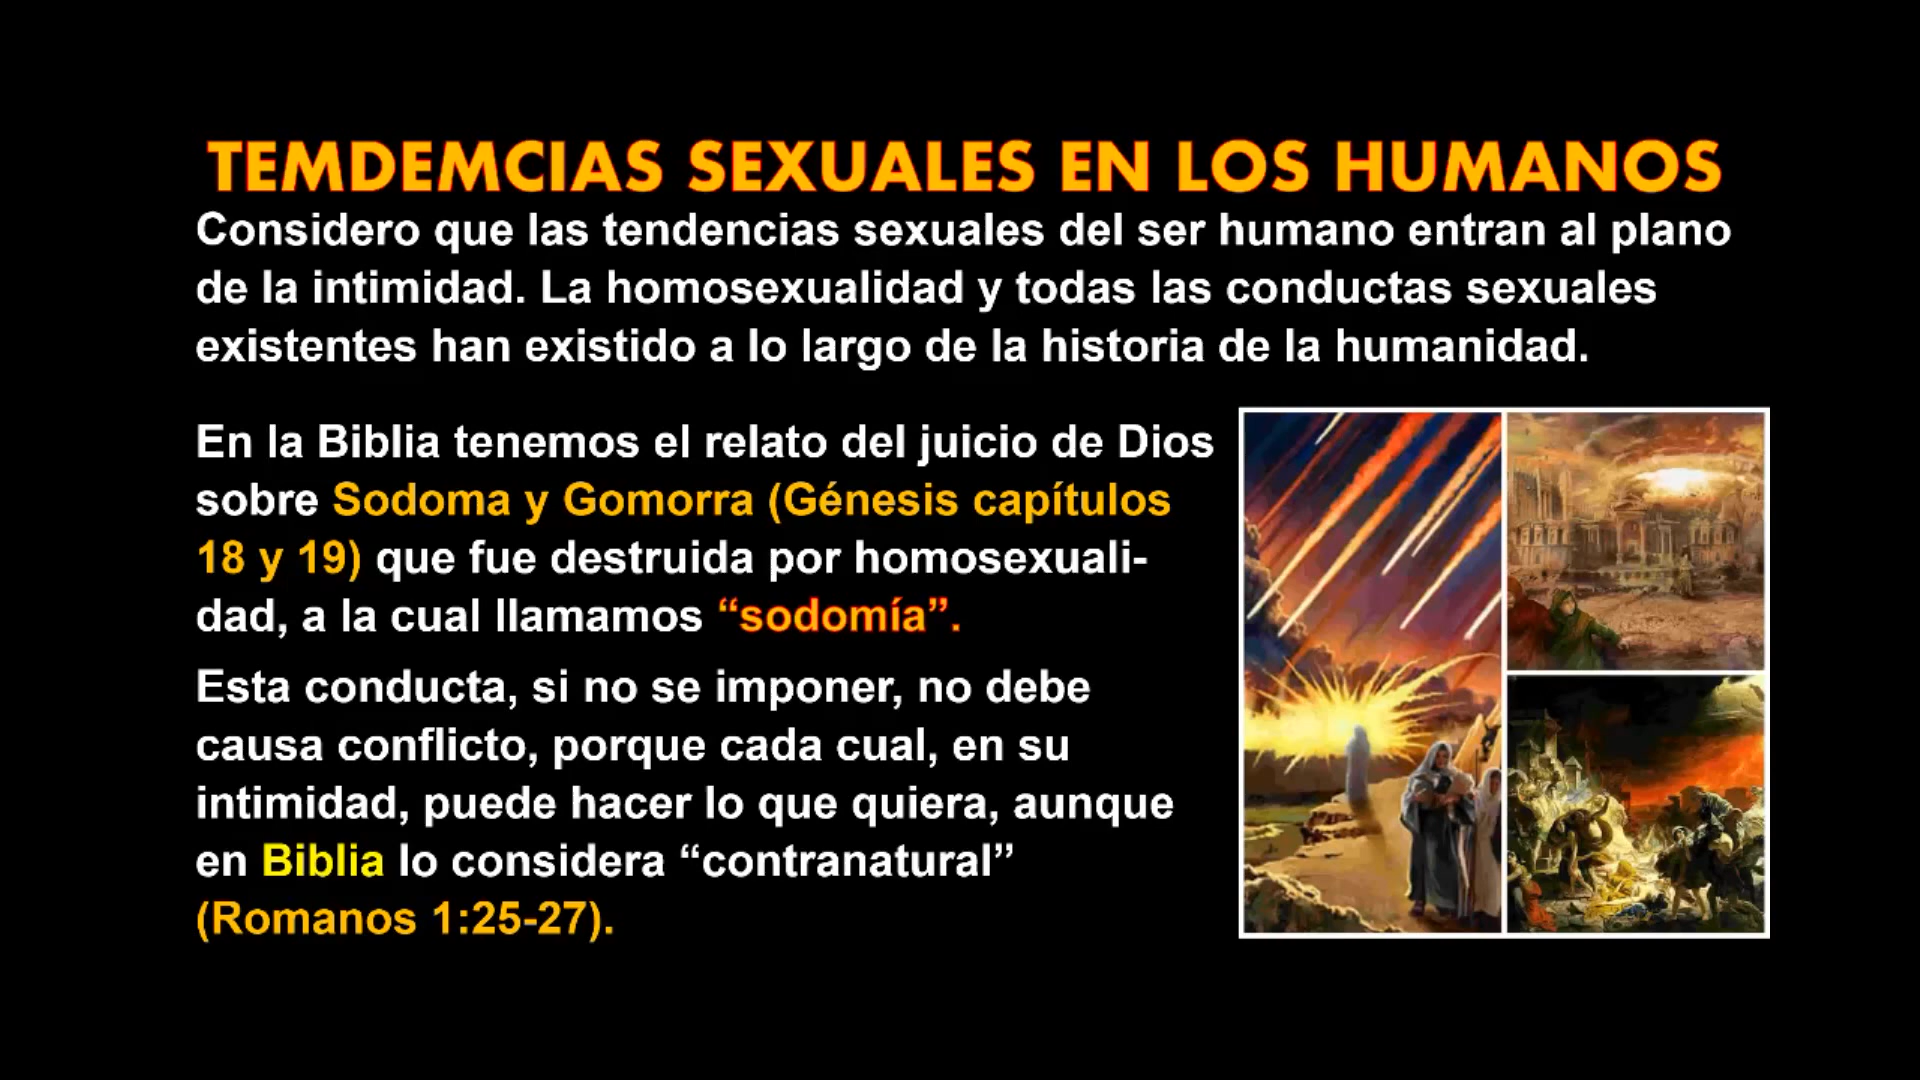 TEMDEMCIAS SEXUALES EN LOS HUMANOS
Considero que las tendencias sexuales del ser humano entran al plano
de la intimidad. La homosexualidad y todas las conductas sexuales
existentes han existido a lo largo de la historia de la humanidad.
En la Biblia tenemos el relato del juicio de Dios
sobre Sodoma y Gomorra (Génesis capítulos
18 y 19) que fue destruida por homosexuali-
dad, a la cual llamamos “sodomía”.
Esta conducta, si no se imponer, no debe
causa conflicto, porque cada cual, en su
intimidad, puede hacer lo que quiera, aunque
en Biblia lo considera “contranatural”
(Romanos 1:25-27).